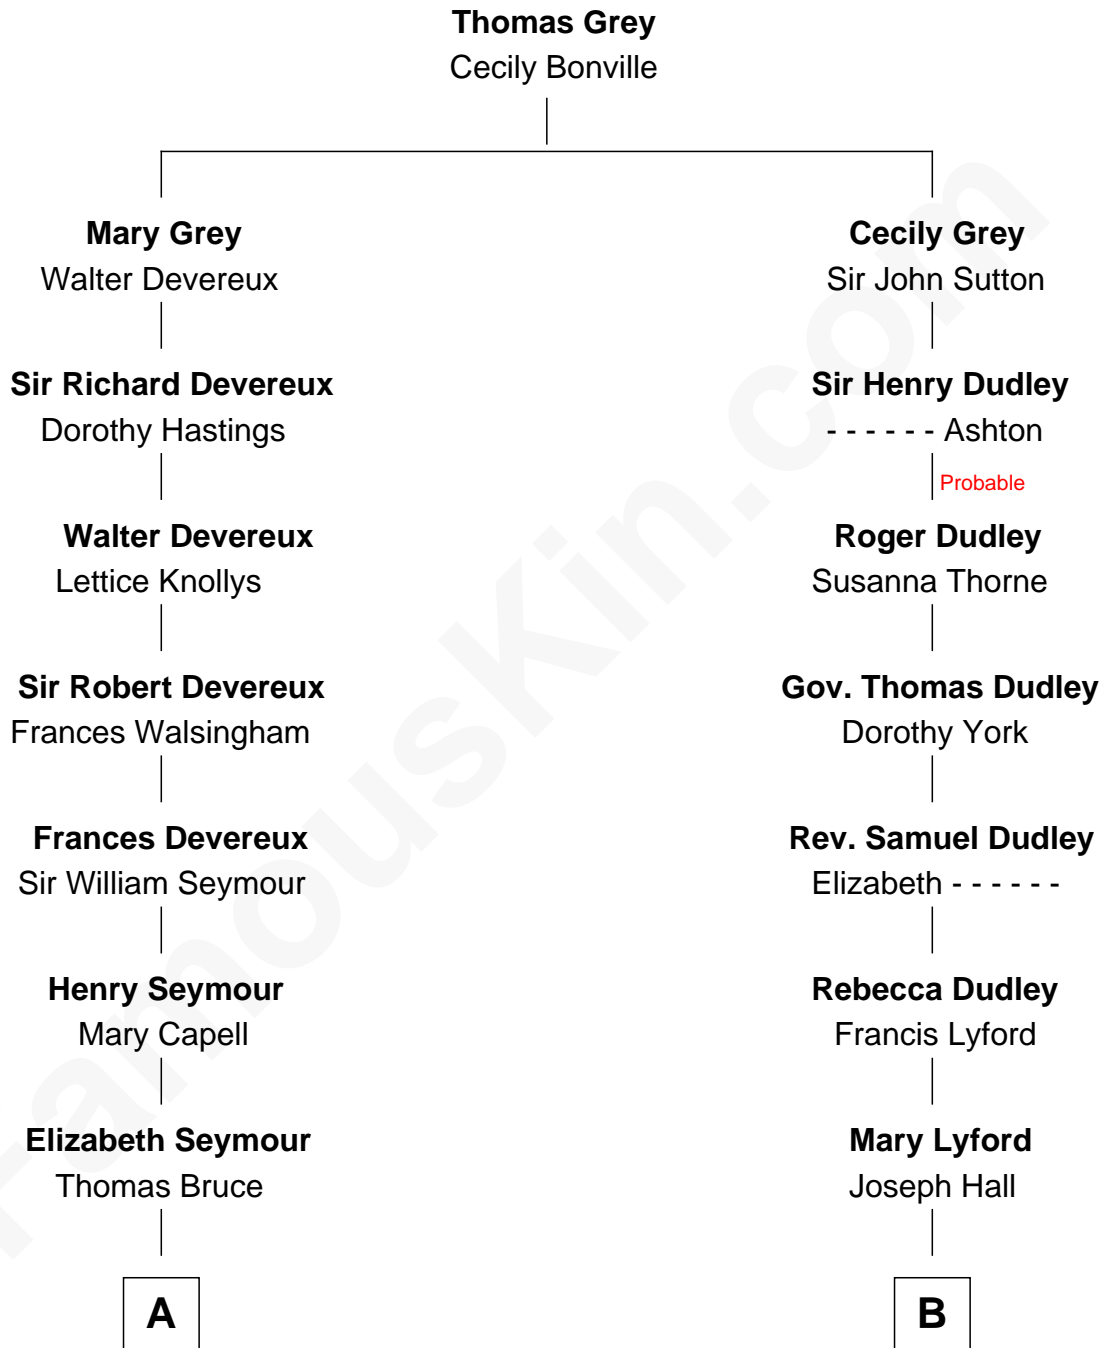 Thomas Grey
Cecily Bonville
Mary Grey
Walter Devereux
Cecily Grey
Sir John Sutton
Sir Richard Devereux
Dorothy Hastings
Sir Henry Dudley
- - - - - - Ashton
Probable
Walter Devereux
Lettice Knollys
Roger Dudley
Susanna Thorne
Sir Robert Devereux
Frances Walsingham
Gov. Thomas Dudley
Dorothy York
Frances Devereux
Sir William Seymour
Rev. Samuel Dudley
Elizabeth - - - - - -
Henry Seymour
Mary Capell
Rebecca Dudley
Francis Lyford
Elizabeth Seymour
Thomas Bruce
Mary Lyford
Joseph Hall
A
B
FamousKin.com